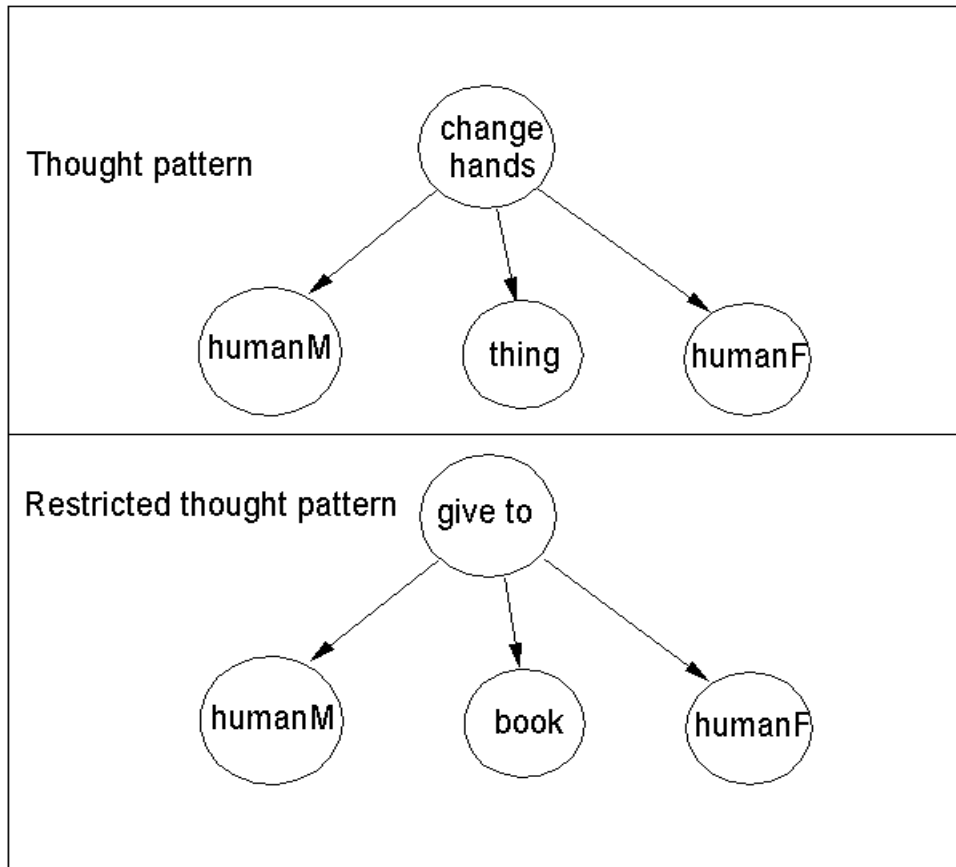 change
hands
Thought pattern
humanM
thing
humanF
Restricted thought pattern
give to
humanM
book
humanF